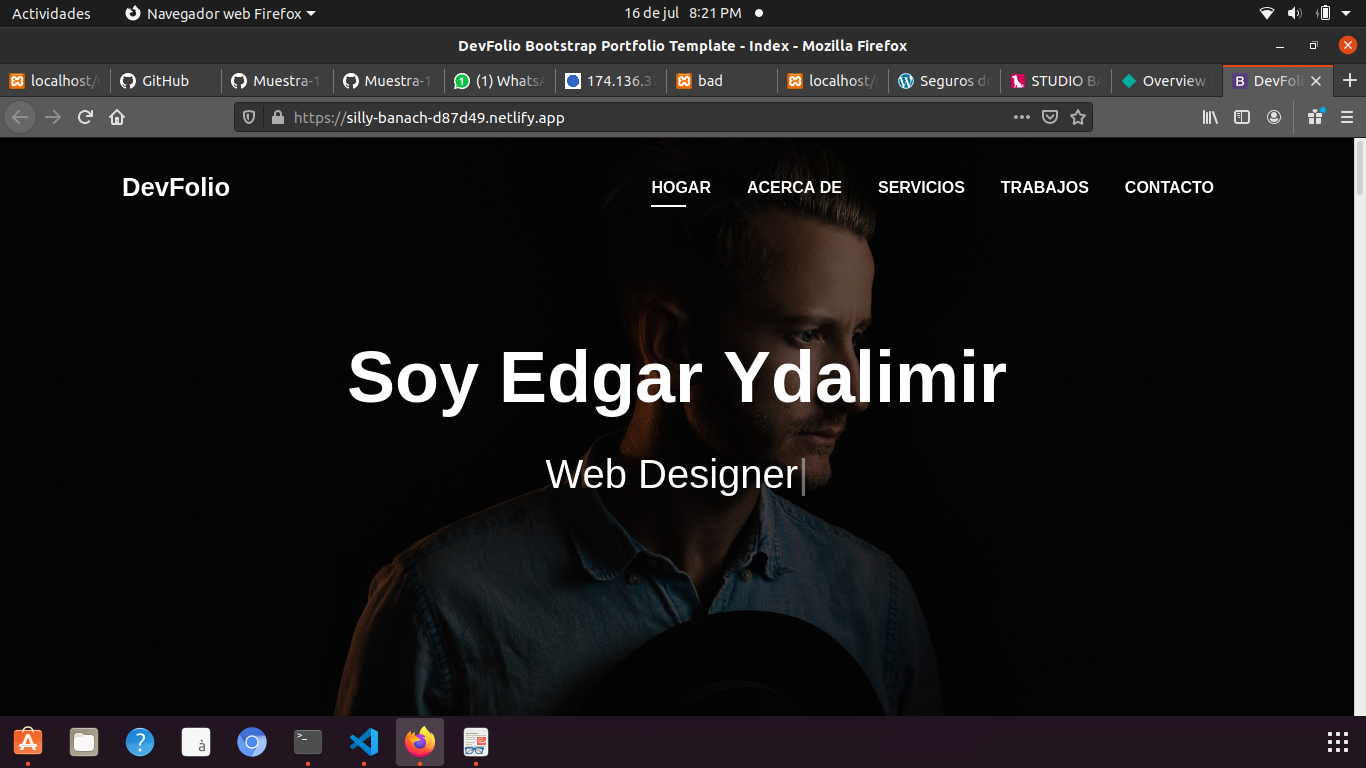 Actividades Navegador web Firefox 16 de jul 8:21 PM
DevFolio Bootstrap Portfolio Template - Index - Mozilla Firefox
localhost/ GitHub Muestra-1 Muestra-1 (1) Whats 174.136.3 bad localhost/ Seguros de STUDIO BA Overview DevFoli
https://silly-banach-d87d49.netlify.app
DevFolio HOGAR ACERCA DE SERVICIOS TRABAJOS CONTACTO
Soy Edgar Ydalimir
Web Designer|